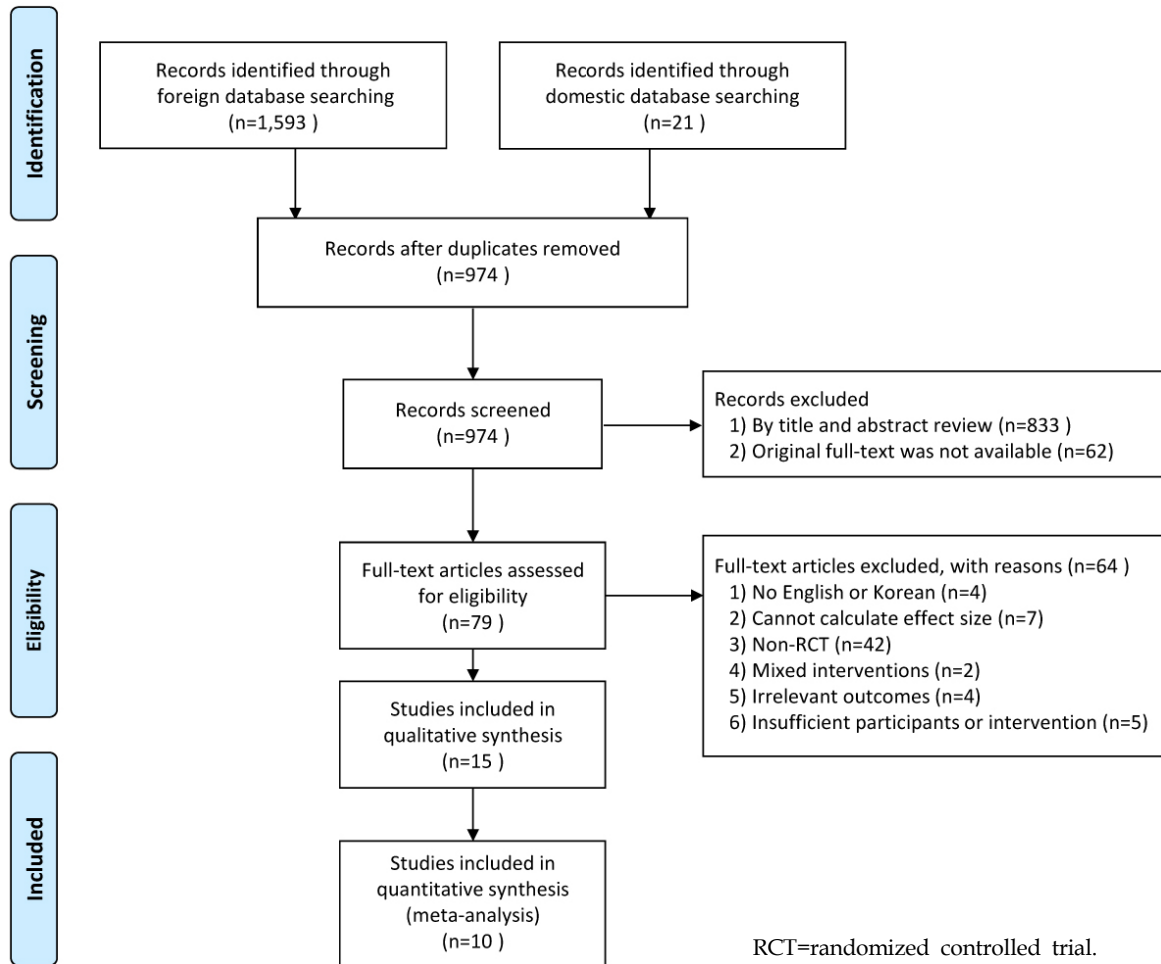 Identification
Records identified through
foreign database searching
(n=1,593 )
Records identified through
domestic database searching
(n=21 )
Screening
Records after duplicates removed
(n=974 )
Records screened
(n=974 )
Records excluded
1) By title and abstract review (n=833 )
2) Original full-text was not available (n=62)
Eligibility
Full-text articles assessed
for eligibility
(n=79 )
Full-text articles excluded, with reasons (n=64 )
1) No English or Korean (n=4)
2) Cannot calculate effect size (n=7)
3) Non-RCT (n=42)
4) Mixed interventions (n=2)
5) Irrelevant outcomes (n=4)
6) Insufficient participants or intervention (n=5)
Studies included in
qualitative synthesis
(n=15 )
Included
Studies included in
quantitative synthesis
(meta-analysis)
(n=10 )
RCT=randomized controlled trial.